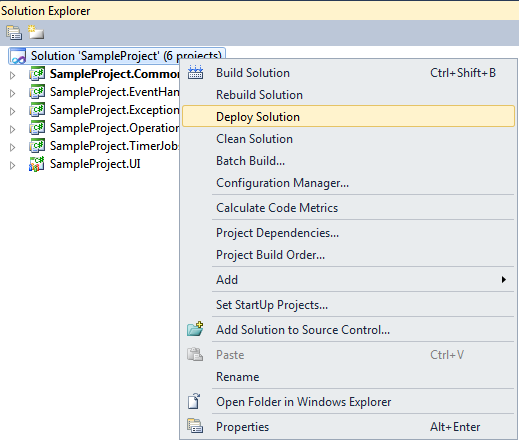 Solution Explorer
Solution 'SampleProject' (6 projects)
SampleProject.Commo
SampleProject.EventHan
SampleProject.Exception
SampleProject.Operation
SampleProject.TimerJobs
SampleProject.UI
Build Solution Ctrl+Shift+B
Rebuild Solution
Deploy Solution
Clean Solution
Batch Build...
Configuration Manager...
Calculate Code Metrics
Project Dependencies...
Project Build Order...
Add
Set StartUp Projects...
Add Solution to Source Control...
Paste Ctrl+V
Rename
Open Folder in Windows Explorer
Properties Alt+Enter